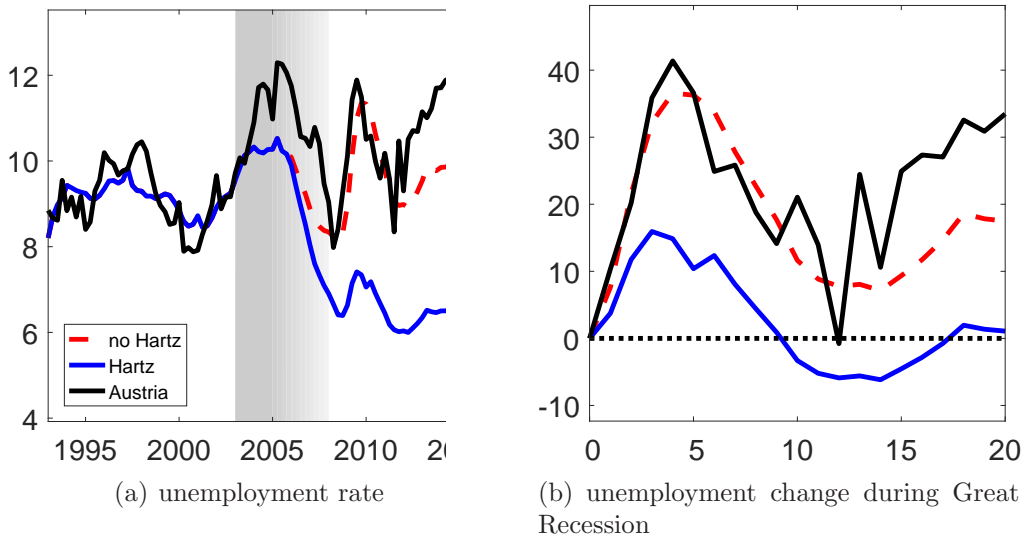 12
10
8
6
4
no Hartz
Hartz
Austria
1995 2000 2005 2010 20
(a) unemployment rate
40
30
20
10
0
-10
0 5 10 15 20
(b) unemployment change during Great
Recession